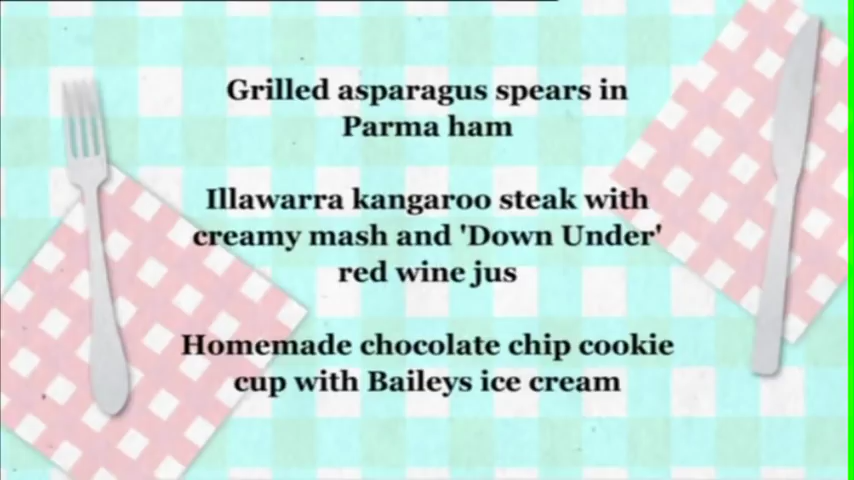 Grilled asparagus spears in
Parma ham
Illawarra kangaroo steak with
creamy mash and 'Down Under'
red wine jus
Homemade chocolate chip cookie
cup with Baileys ice cream